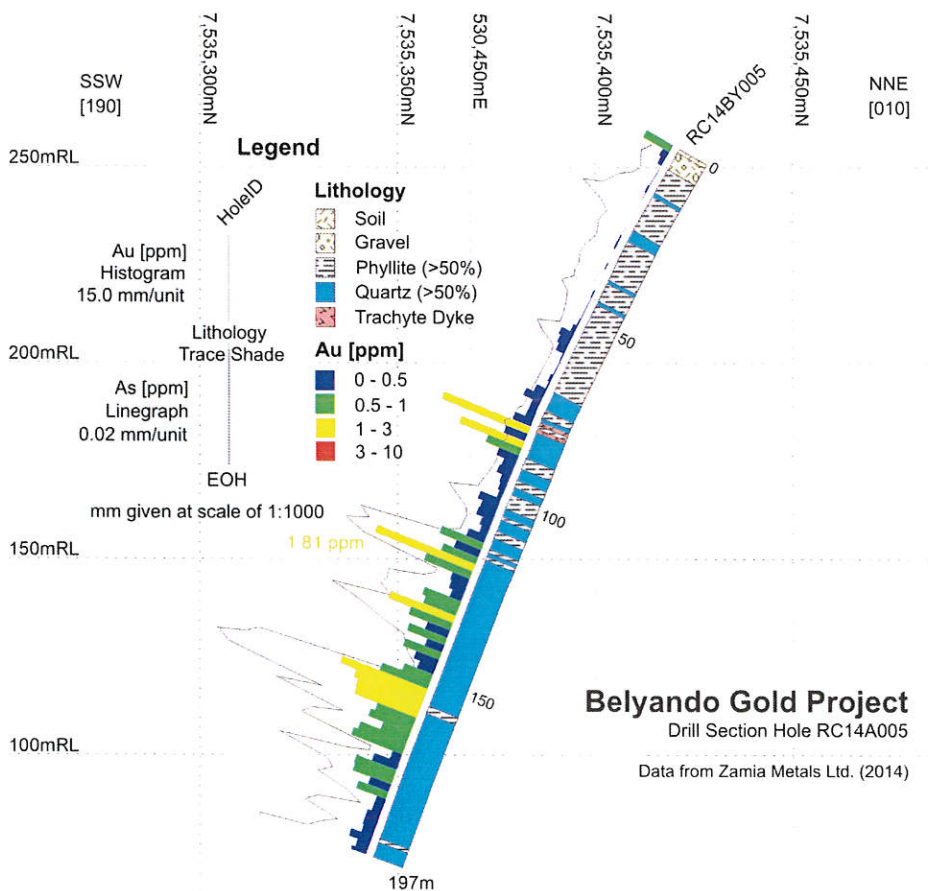 7,535,300mN
7,535,350mN
530,450mE
7,535,400mN
7,535,450mN
SSW
[190]
NNE
[010]
RC14BY005
250mRL
200mRL
150mRL
100mRL
Legend
HoleID
Au [ppm]
Histogram
15.0 mm/unit
Lithology
Trace Shade
As [ppm]
Linegraph
0.02 mm/unit
EOH
mm given at scale of 1:1000
Lithology
Soil
Gravel
Phyllite (>50%)
Quartz (>50%)
Trachyte Dyke
Au [ppm]
0 - 0.5
0.5 - 1
1 - 3
3 - 10
1 81 ppm
0
50
100
150
197m
Belyando Gold Project
Drill Section Hole RC14A005
Data from Zamia Metals Ltd. (2014)